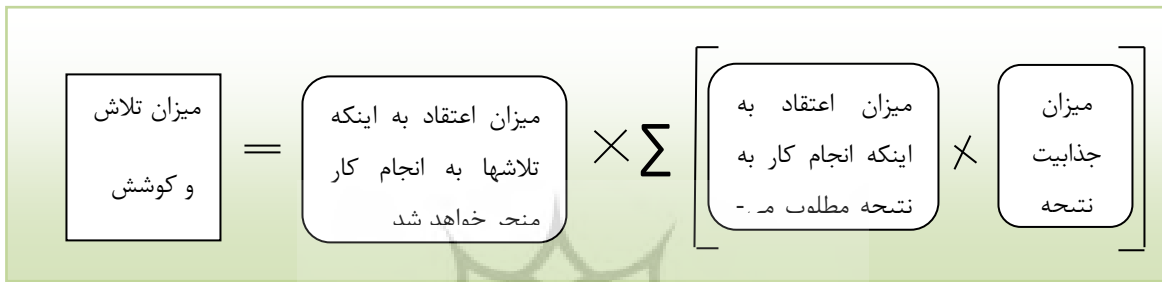 میزان تلاش
و کوشش
=
میزان اعتقاد به اینکه
تلاشها به انجام کار
منجر خواهد شد
× ∑
میزان اعتقاد به
اینکه انجام کار به
نتیجه مطلوب می-
×
میزان
جذابیت
نتیجه